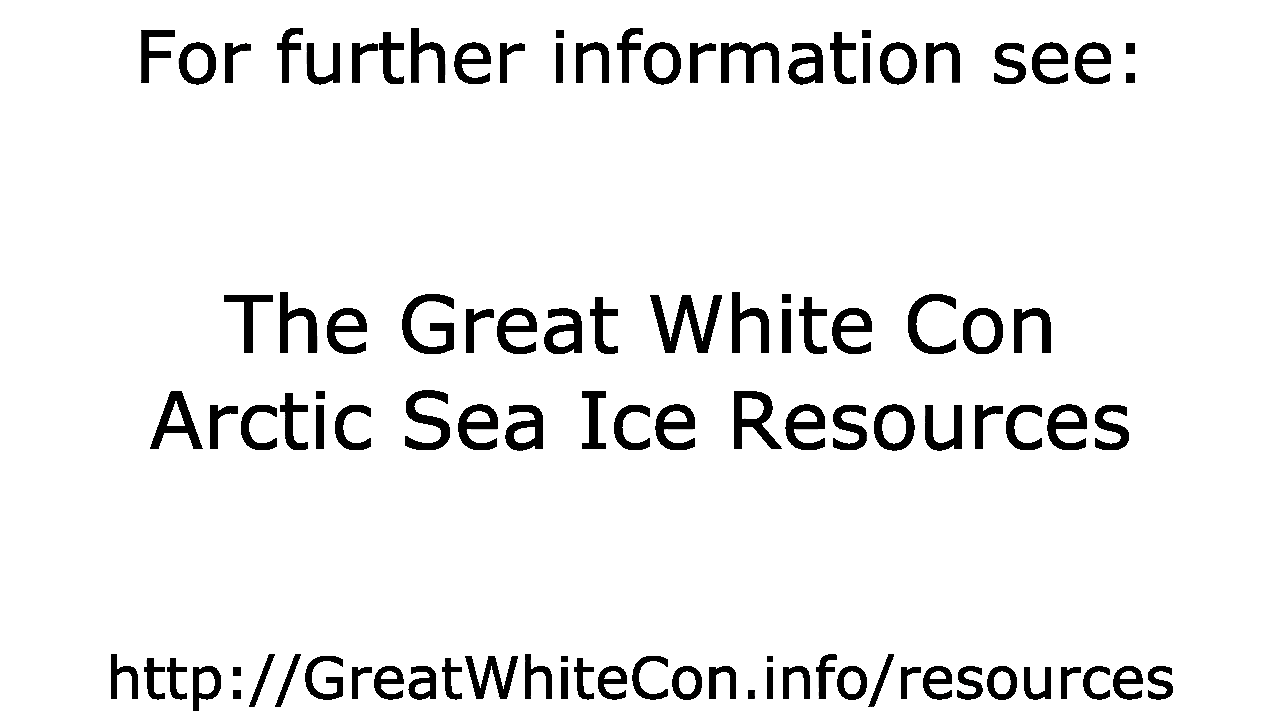 For further information see:
The Great White Con
Arctic Sea Ice Resources
http://GreatWhiteCon.info/resources